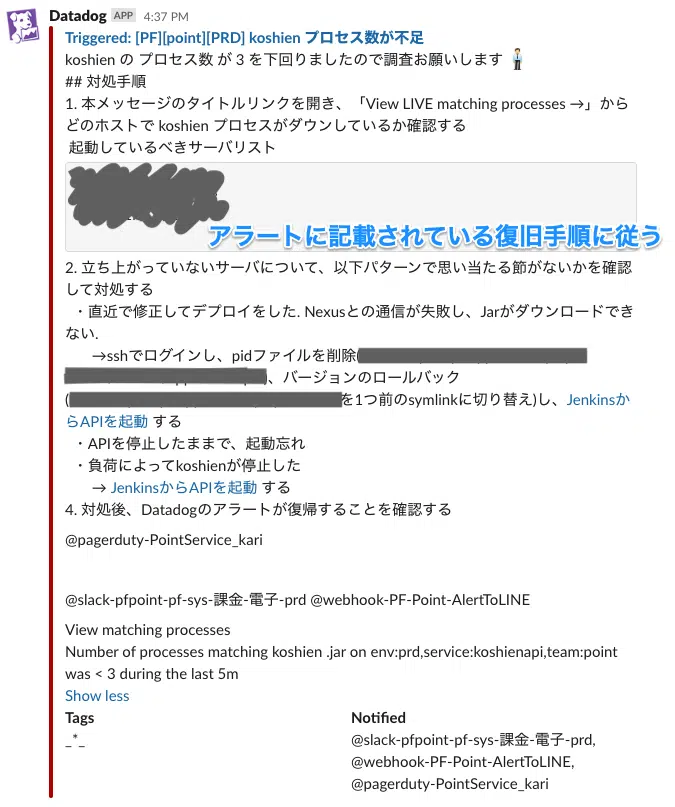 Datadog APP 4:37 PM
Triggered: [PF][point][PRD] koshien プロセス数が不足
koshien の プロセス数 が 3 を下回りましたので調査お願いします
## 対処手順
1. 本メッセージのタイトルリンクを開き、「View LIVE matching processes →」から
どのホストで koshien プロセスがダウンしているか確認する
起動しているべきサーバリスト
アラートに記載されている復旧手順に従う
2. 立ち上がっていないサーバについて、以下パターンで思い当たる節がないかを確認
して対処する
・直近で修正してデプロイをした. Nexusとの通信が失敗し、Jarがダウンロードでき
ない.
→sshでログインし、pidファイルを削除(
、バージョンのロールバック
(を1つ前のsymlinkに切り替え)し、Jenkinsか
らAPIを起動 する
・APIを停止したままで、起動忘れ
・負荷によってkoshienが停止した
→ JenkinsからAPIを起動 する
4. 対処後、Datadogのアラートが復帰することを確認する
@pagerduty-PointService_kari
@slack-pfpoint-pf-sys-課金-電子-prd @webhook-PF-Point-AlertToLINE
View matching processes
Number of processes matching koshien .jar on env:prd,service:koshienapi,team:point
was < 3 during the last 5m
Show less
Tags
_*_
Notified
@slack-pfpoint-pf-sys-課金-電子-prd,
@webhook-PF-Point-AlertToLINE,
@pagerduty-PointService_kari